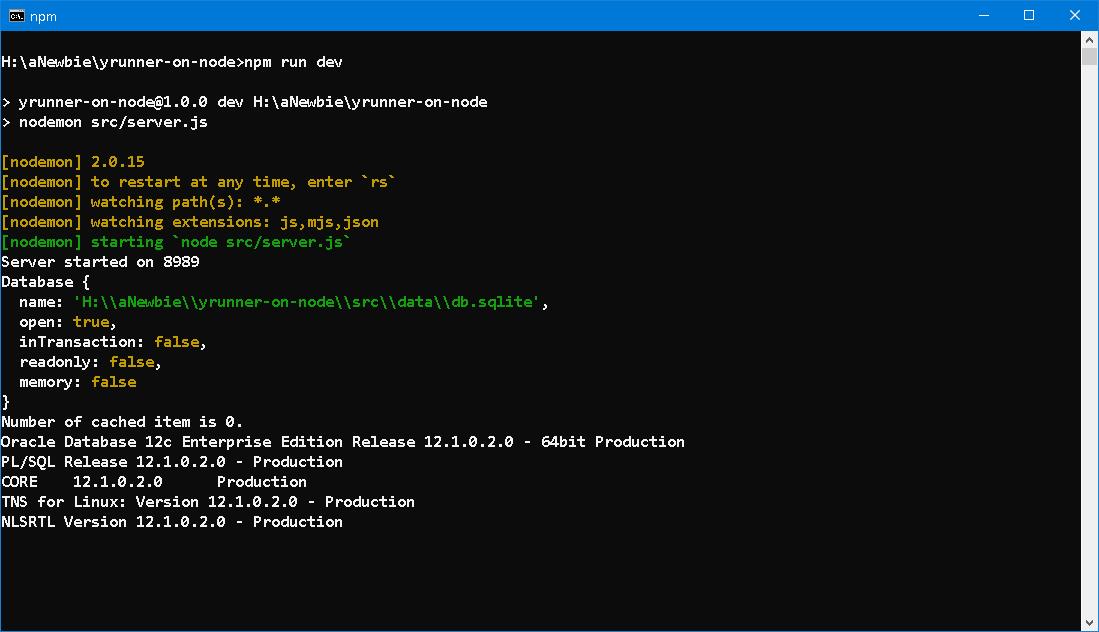 npm
H:\aNewbie\yrunner-on-node>npm run dev
> yrunner-on-node@1.0.0 dev H:\aNewbie\yrunner-on-node
> nodemon src/server.js
[nodemon] 2.0.15
[nodemon] to restart at any time, enter `rs`
[nodemon] watching path(s): *.*
[nodemon] watching extensions: js,mjs,json
[nodemon] starting `node src/server.js`
Server started on 8989
Database {
  name: 'H:\\aNewbie\\yrunner-on-node\\src\\data\\db.sqlite',
  open: true,
  inTransaction: false,
  readonly: false,
  memory: false
}
Number of cached item is 0.
Oracle Database 12c Enterprise Edition Release 12.1.0.2.0 - 64bit Production
PL/SQL Release 12.1.0.2.0 - Production
CORE    12.1.0.2.0      Production
TNS for Linux: Version 12.1.0.2.0 - Production
NLSRTL Version 12.1.0.2.0 - Production